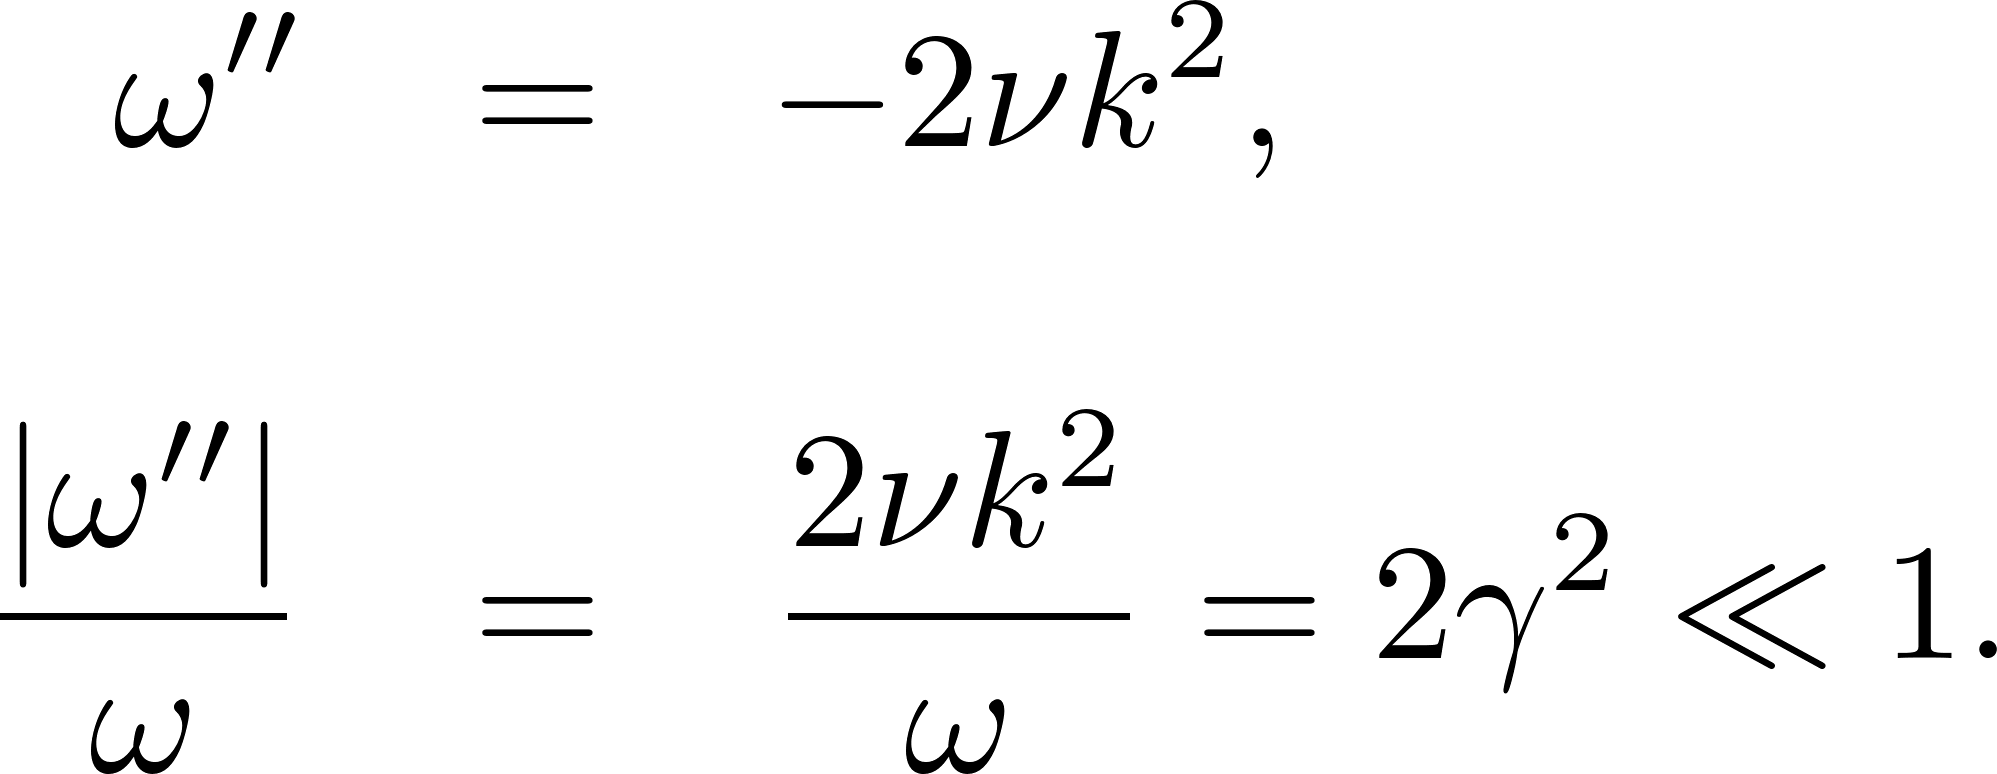 ω″ = −2νk²,
|ω″|/ω = 2νk²/ω = 2γ² ≪ 1.